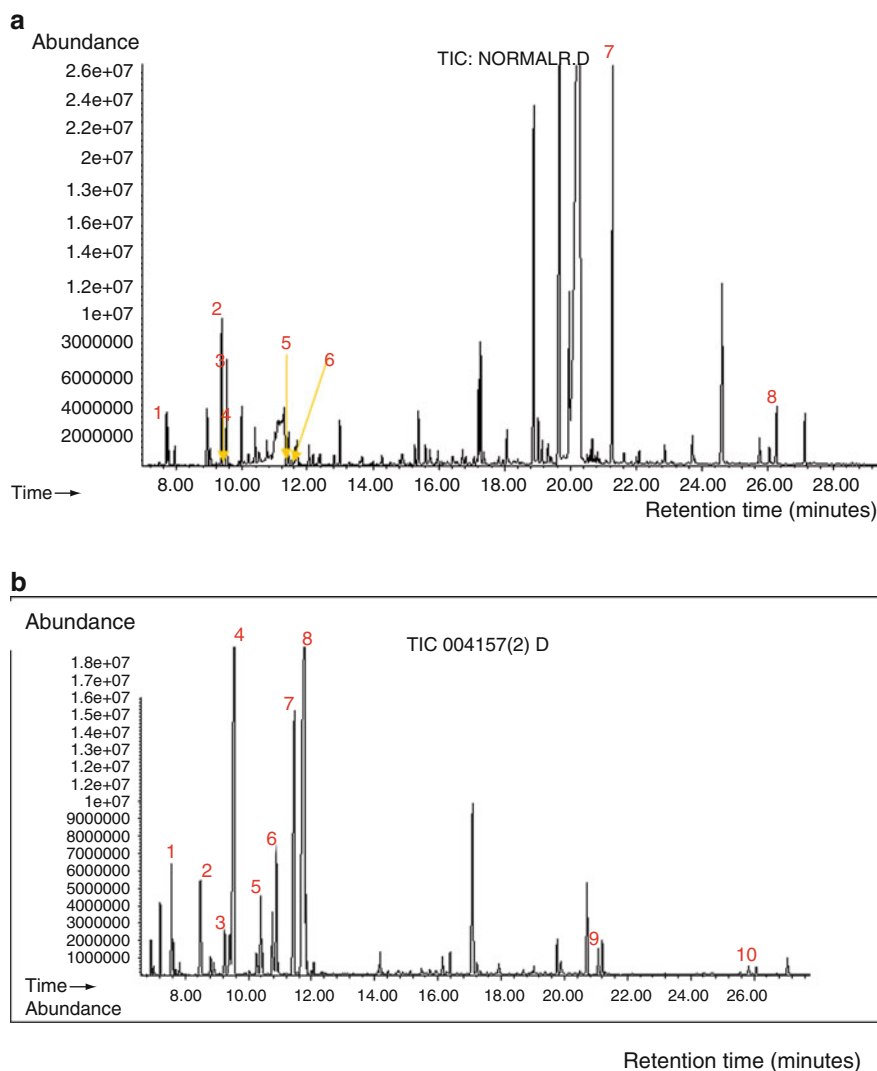 a
Abundance
TIC: NORMALR.D
7
2.6e+07
2.4e+07
2.2e+07
2e+07
1.3e+07
1.6e+07
1.4e+07
1.2e+07
1e+07
3000000
6000000
4000000
2000000
2
3
1
4
5
6
8
Time→
8.00 10.00 12.00 14.00 16.00 18.00 20.00 22.00 24.00 26.00 28.00
Retention time (minutes)
b
Abundance
TIC 004157(2) D
4
8
1.8e+07
1.7e+07
1.6e+07
1.5e+07
1.4e+07
1.3e+07
1.2e+07
1.1e+07
1e+07
9000000
8000000
7000000
6000000
5000000
4000000
3000000
2000000
1000000
7
6
1
2
5
3
9
10
Time→
8.00 10.00 12.00 14.00 16.00 18.00 20.00 22.00 24.00 26.00
Abundance
Retention time (minutes)